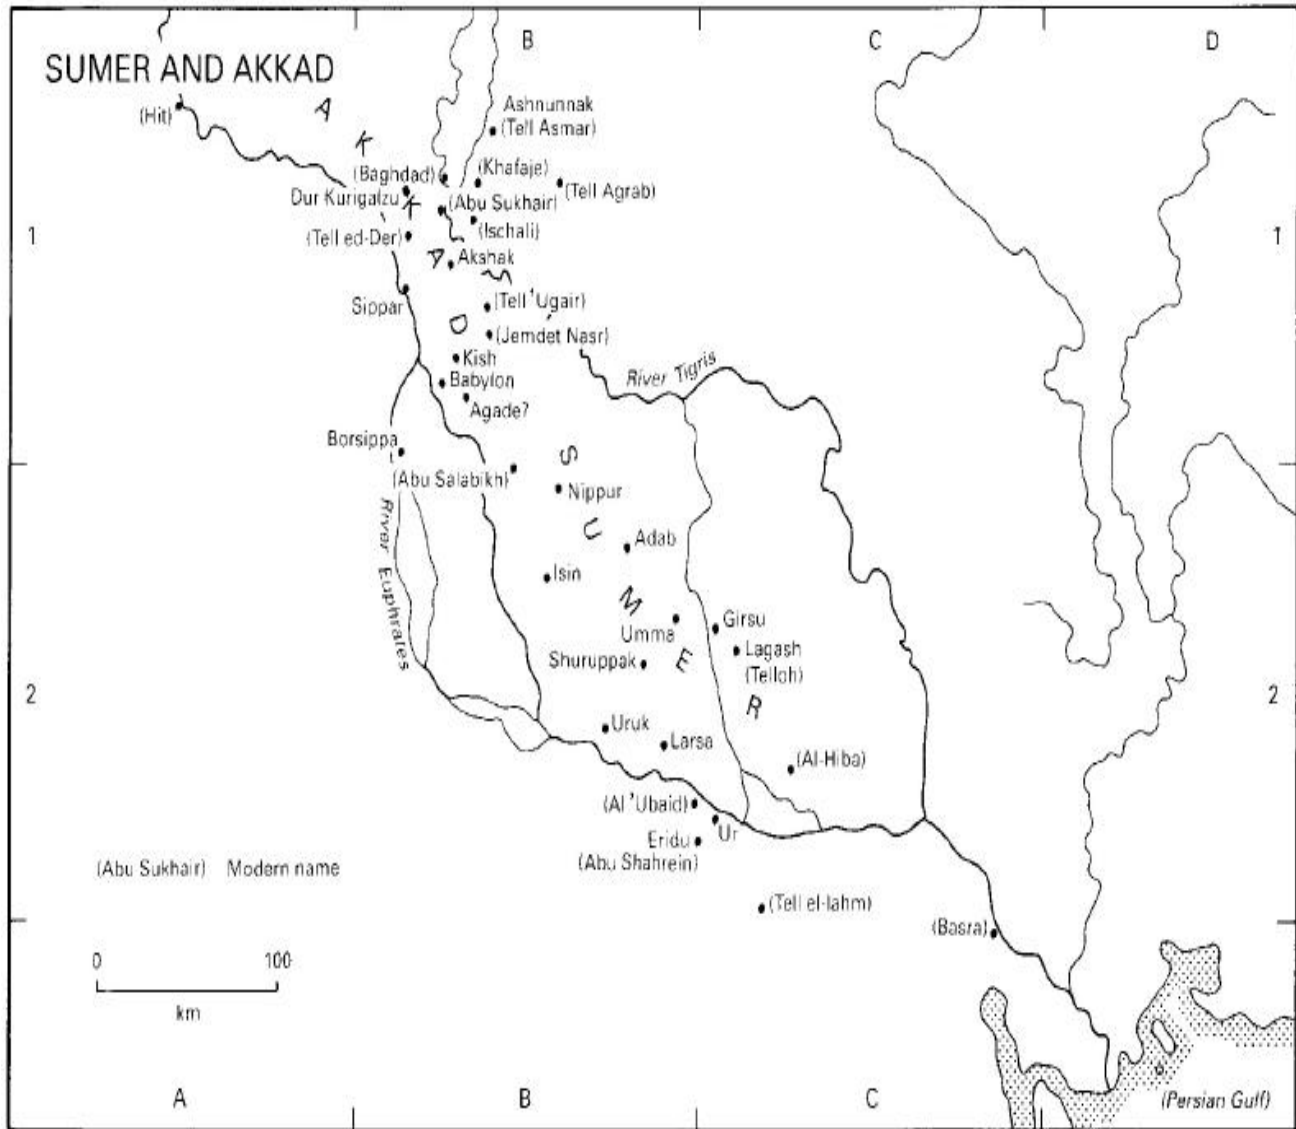 B
C
D
SUMER AND AKKAD
(Hit)
AKKAD
Ashnunnak
(Tell Asmar)
(Baghdad)
(Khafaje)
Dur Kurigalzu
(Tell Agrab)
(Abu Sukhair)
(Ischali)
(Tell ed-Der)
1
1
Akshak
Sippar
(Tell 'Ugair)
(Jemdet Nasr)
Kish
River Tigris
Babylon
Agade?
Borsippa
(Abu Salabikh)
SUMER
Nippur
River Euphrares
Adab
Isin
Umma
Girsu
Shuruppak
Lagash
(Telloh)
2
2
Uruk
Larsa
(Al-Hiba)
(Al 'Ubaid)
Ur
Eridu
(Abu Shahrein)
(Abu Sukhair) Modern name
(Tell el-lahm)
(Basra)
0 100
km
A
B
C
(Persian Gulf)